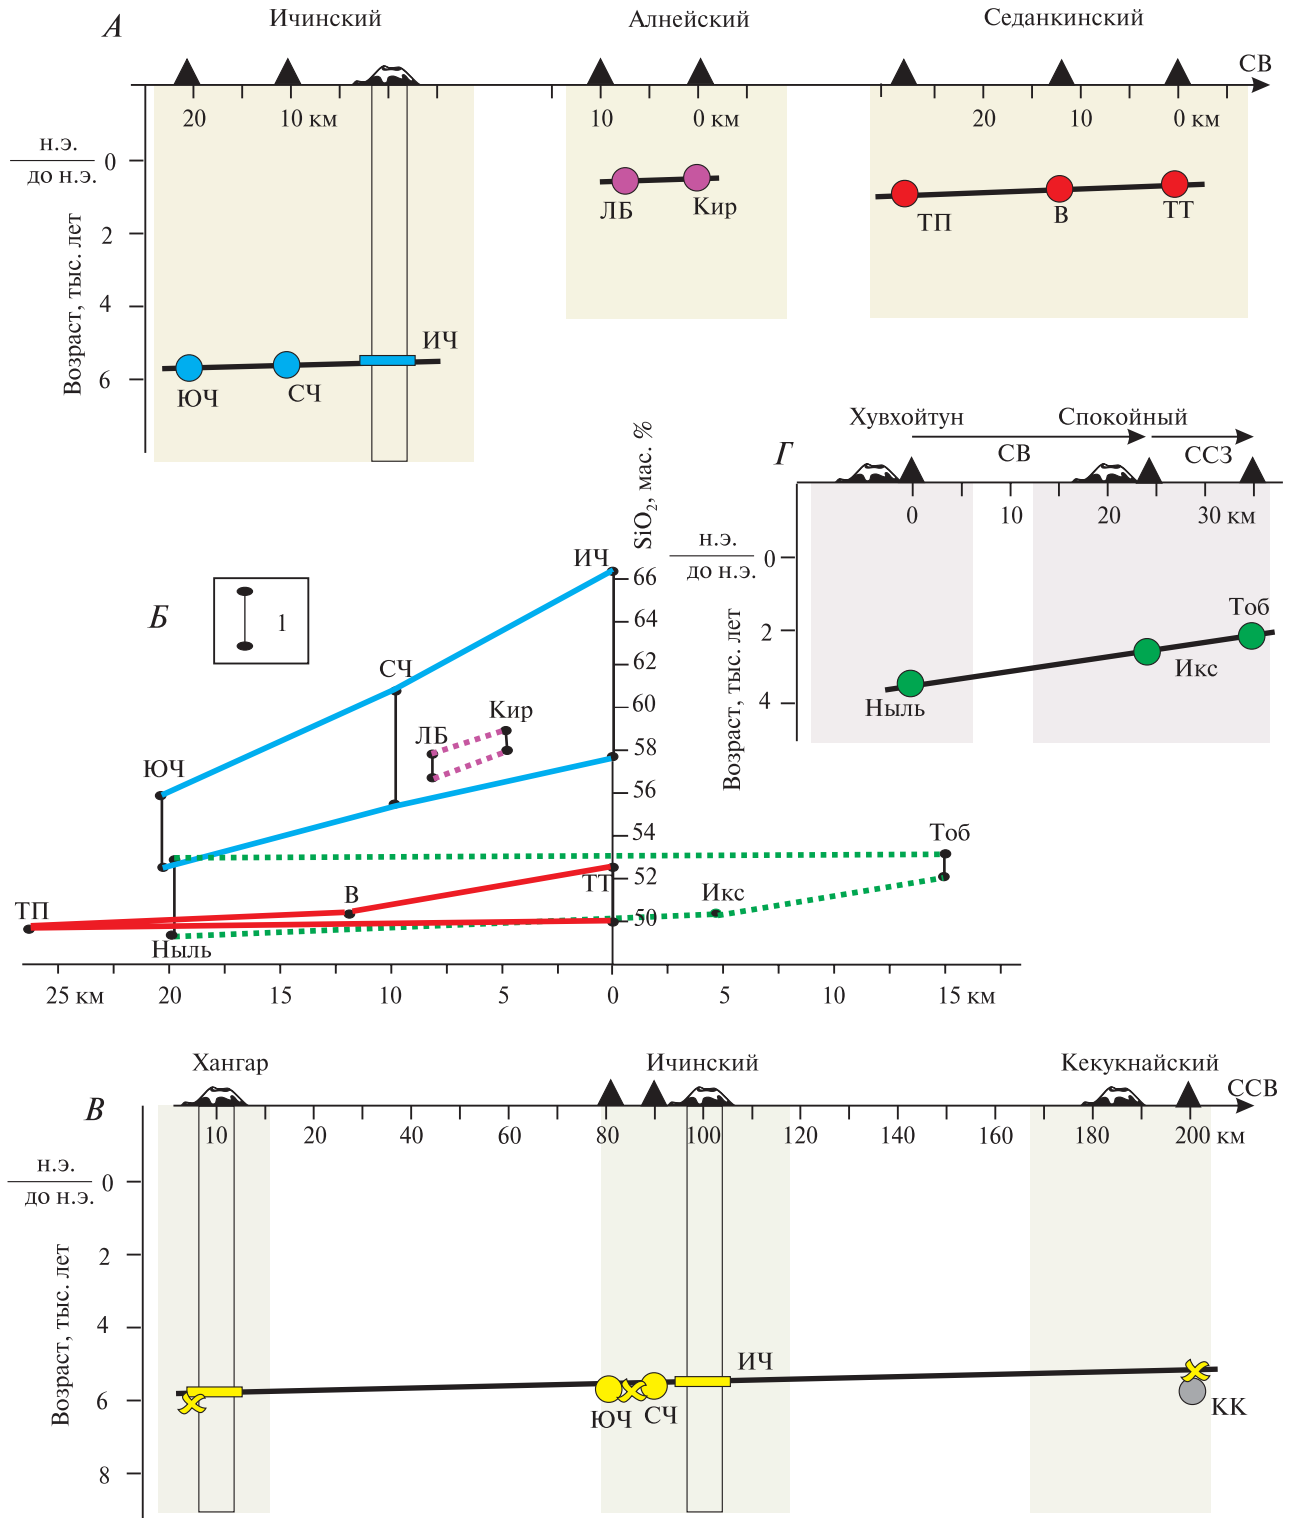 А
Ичинский
Алнейский
Седанкинский
СВ
20
10 км
10
0 км
20
10
0 км
н.э.
до н.э.
0
2
4
6
Возраст, тыс. лет
ЮЧ
СЧ
ИЧ
ЛБ
Кир
ТП
В
ТТ
Г
Хувхойтун
Спокойный
СВ
ССЗ
0
10
20
30 км
н.э.
до н.э.
0
2
4
Возраст, тыс. лет
Ныль
Икс
Тоб
Б
1
SiO₂, мас. %
66
64
62
60
58
56
54
52
50
ИЧ
СЧ
ЮЧ
ЛБ
Кир
Тоб
Икс
ТТ
В
ТП
Ныль
25 км
20
15
10
5
0
5
10
15 км
В
Хангар
Ичинский
Кекукнайский
ССВ
10
20
40
60
80
100
120
140
160
180
200 км
н.э.
до н.э.
0
2
4
6
8
Возраст, тыс. лет
ЮЧ
СЧ
ИЧ
КК